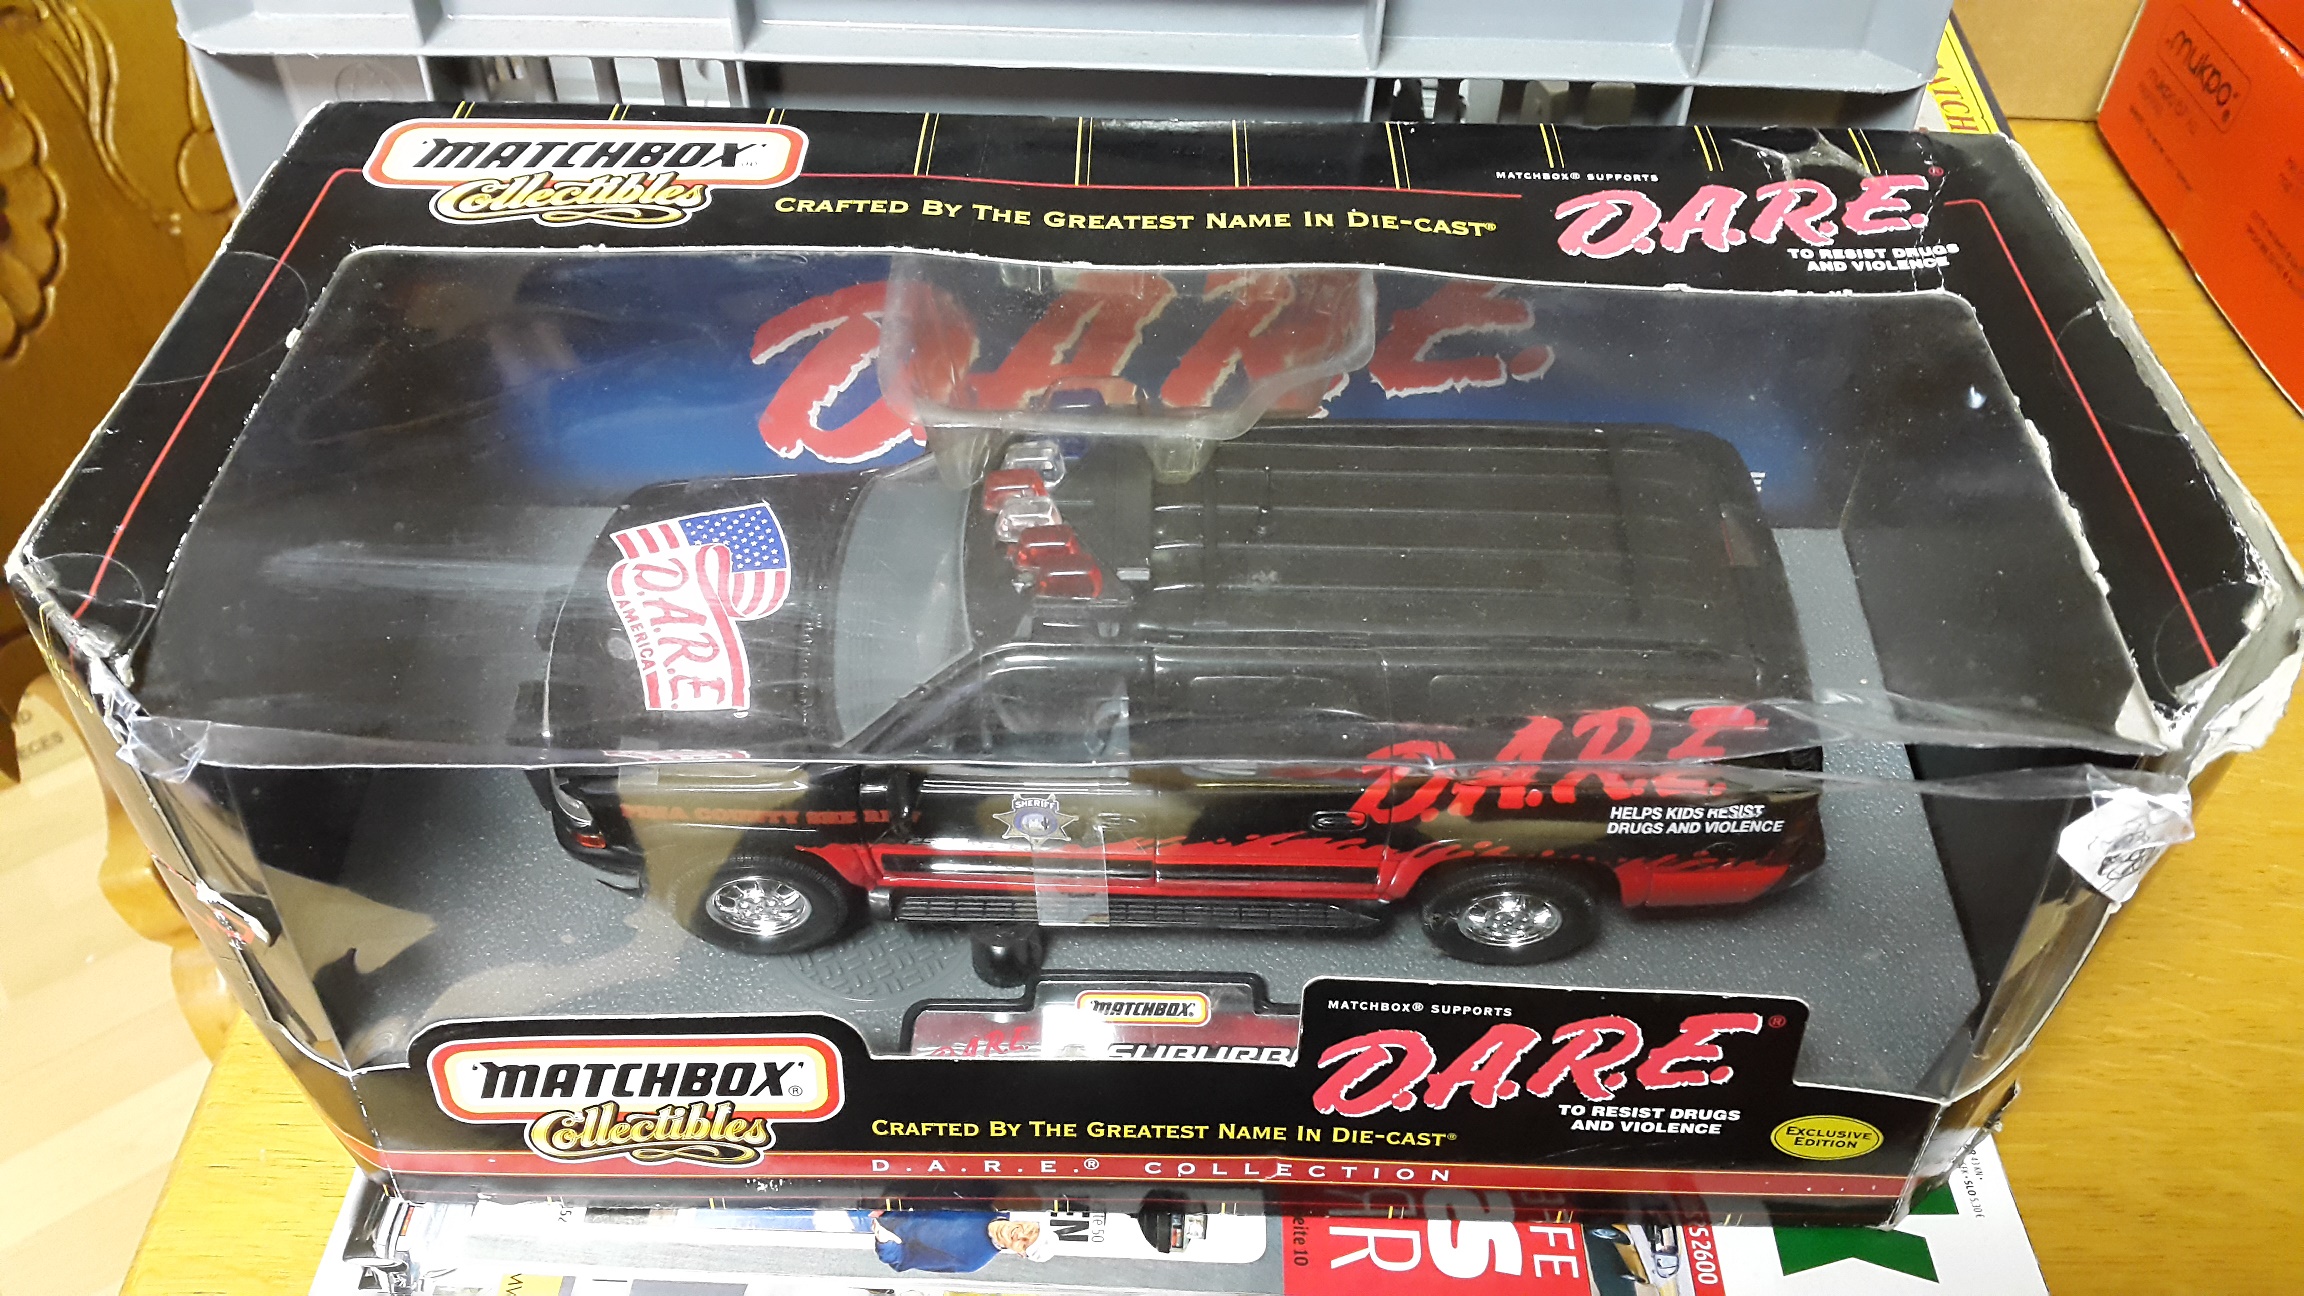 'MATCHBOX'
Collectibles
CRAFTED BY THE GREATEST NAME IN DIE-CAST®
MATCHBOX® SUPPORTS
D.A.R.E.®
TO RESIST DRUGS
AND VIOLENCE
mukpo.
D.A.R.E.
D.A.R.E
AMERICA
SHERIFF
D.A.R.E
HELPS KIDS RESIST
DRUGS AND VIOLENCE
MATCHBOX.
DARE
'MATCHBOX'®
Collectibles
CRAFTED BY THE GREATEST NAME IN DIE-CAST®
MATCHBOX® SUPPORTS
D.A.R.E.®
TO RESIST DRUGS
AND VIOLENCE
EXCLUSIVE
EDITION
D.A.R.E.® COLLECTION